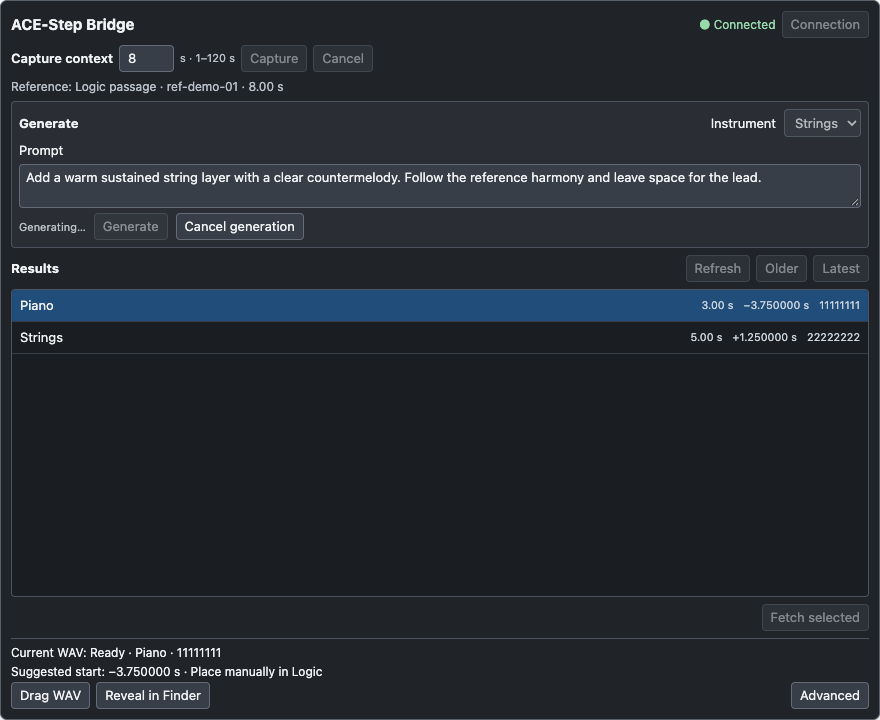 ACE-Step Bridge
Connected
Connection
Capture context
8
s · 1–120 s
Capture
Cancel
Reference: Logic passage · ref-demo-01 · 8.00 s
Generate
Instrument
Strings
Prompt
Add a warm sustained string layer with a clear countermelody. Follow the reference harmony and leave space for the lead.
Generating...
Generate
Cancel generation
Results
Refresh
Older
Latest
Piano
3.00 s −3.750000 s 11111111
Strings
5.00 s +1.250000 s 22222222
Fetch selected
Current WAV: Ready · Piano · 11111111
Suggested start: −3.750000 s · Place manually in Logic
Drag WAV
Reveal in Finder
Advanced